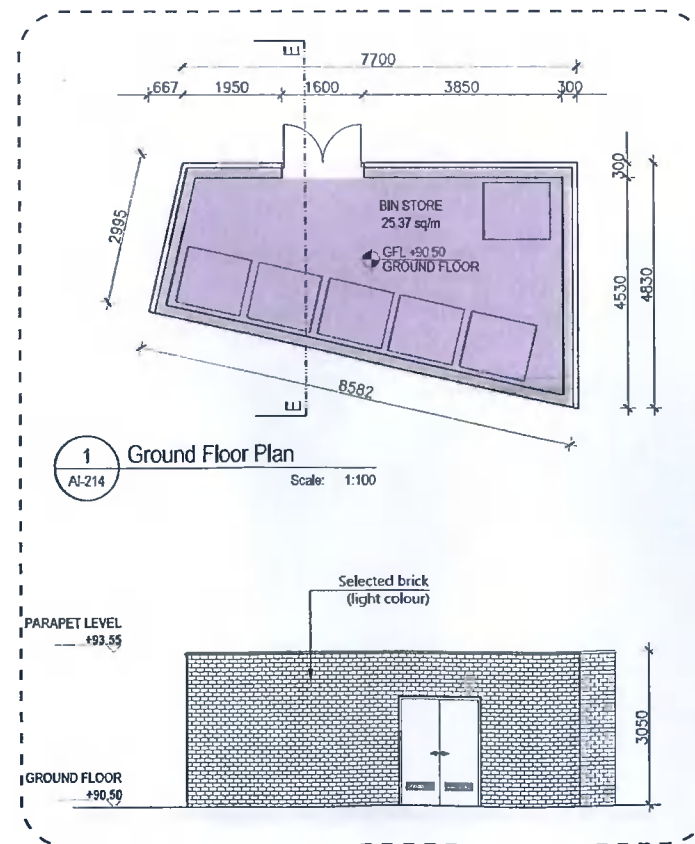 E
7700
667 1950 1600 3850 300
300
BIN STORE
25.37 sq/m
2995
GFL +90.50
GROUND FLOOR
4530
4830
8582
E
1
AI-214
Ground Floor Plan
Scale: 1:100
Selected brick
(light colour)
PARAPET LEVEL
+93.55
3050
GROUND FLOOR
+90.50